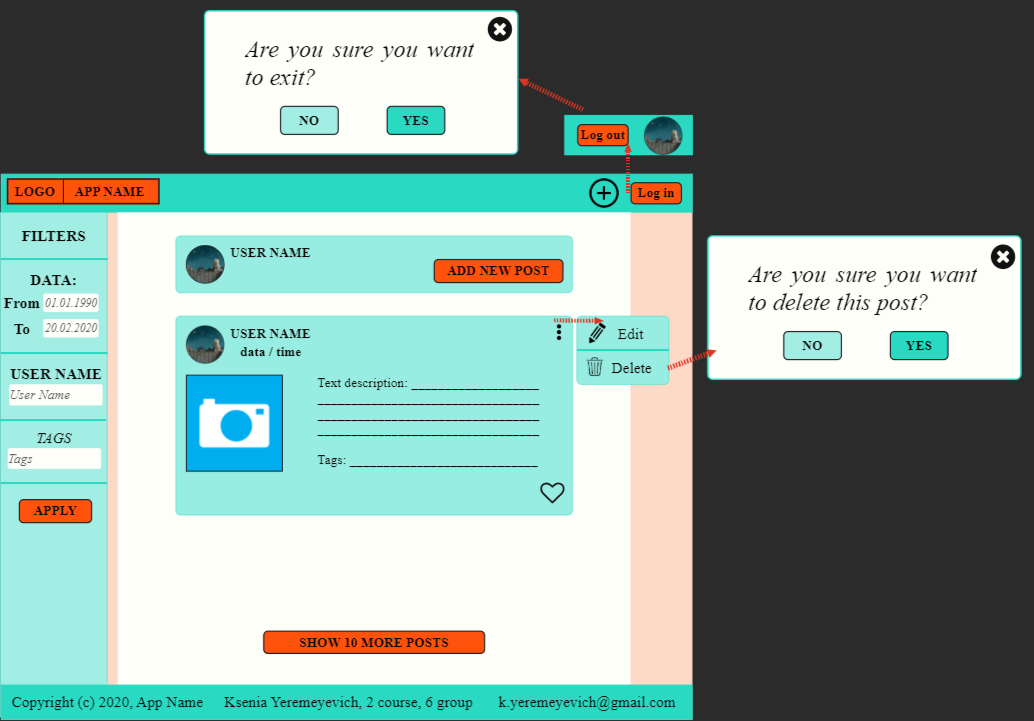 Are you sure you want
to exit?
NO YES
Log out
LOGO APP NAME
Log in
FILTERS
DATA:
From 01.01.1990
To 20.02.2020
USER NAME
User Name
TAGS
Tags
APPLY
USER NAME
ADD NEW POST
USER NAME
data / time
Text description: ___________________
_________________________________
_________________________________
_________________________________
Tags: ____________________________
Edit
Delete
Are you sure you want
to delete this post?
NO YES
SHOW 10 MORE POSTS
Copyright (c) 2020, App Name Ksenia Yeremeyevich, 2 course, 6 group k.yeremeyevich@gmail.com